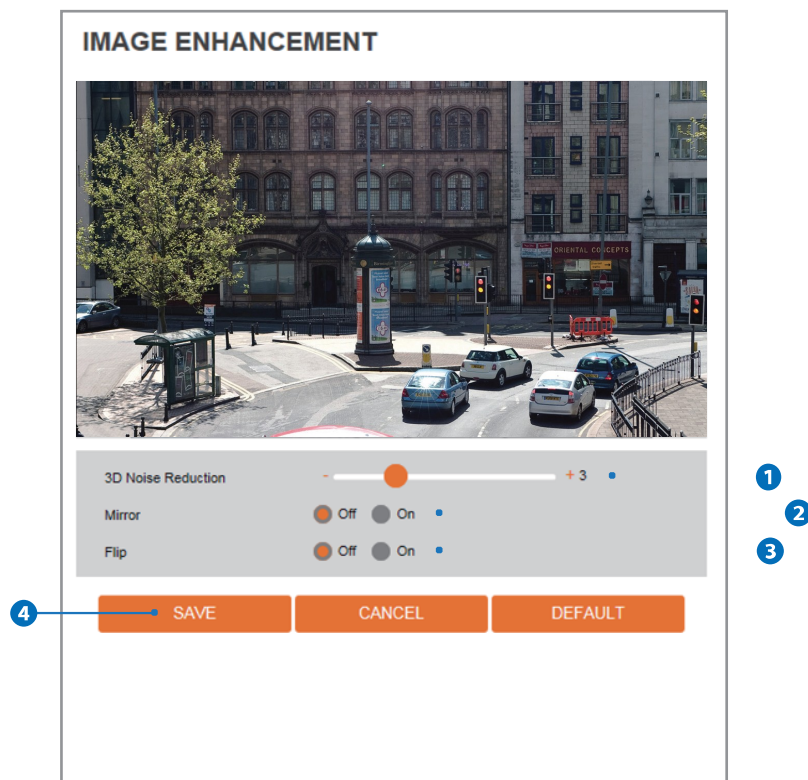 IMAGE ENHANCEMENT
ORIENTAL CONCEPTS
3D Noise Reduction - + 3 1
Mirror Off On 2
Flip Off On 3
4 SAVE CANCEL DEFAULT